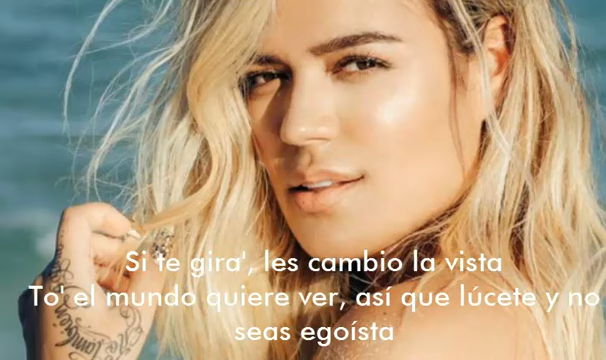 Si te gira', les cambio la vista
To' el mundo quiere ver, así que lúcete y no
seas egoísta